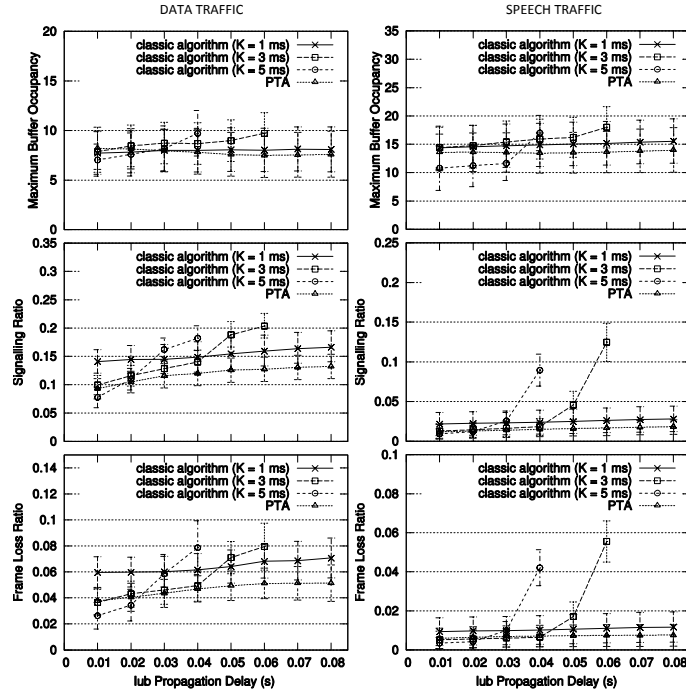 DATA TRAFFIC
Maximum Buffer Occupancy
20
15
10
5
0
classic algorithm (K = 1 ms)
classic algorithm (K = 3 ms)
classic algorithm (K = 5 ms)
PTA
SPEECH TRAFFIC
Maximum Buffer Occupancy
35
30
25
20
15
10
5
0
classic algorithm (K = 1 ms)
classic algorithm (K = 3 ms)
classic algorithm (K = 5 ms)
PTA
Signalling Ratio
0.35
0.3
0.25
0.2
0.15
0.1
0.05
0
classic algorithm (K = 1 ms)
classic algorithm (K = 3 ms)
classic algorithm (K = 5 ms)
PTA
Signalling Ratio
0.25
0.2
0.15
0.1
0.05
0
classic algorithm (K = 1 ms)
classic algorithm (K = 3 ms)
classic algorithm (K = 5 ms)
PTA
Frame Loss Ratio
0.14
0.12
0.1
0.08
0.06
0.04
0.02
0
classic algorithm (K = 1 ms)
classic algorithm (K = 3 ms)
classic algorithm (K = 5 ms)
PTA
0 0.01 0.02 0.03 0.04 0.05 0.06 0.07 0.08
Iub Propagation Delay (s)
Frame Loss Ratio
0.1
0.08
0.06
0.04
0.02
0
classic algorithm (K = 1 ms)
classic algorithm (K = 3 ms)
classic algorithm (K = 5 ms)
PTA
0 0.01 0.02 0.03 0.04 0.05 0.06 0.07 0.08
Iub Propagation Delay (s)